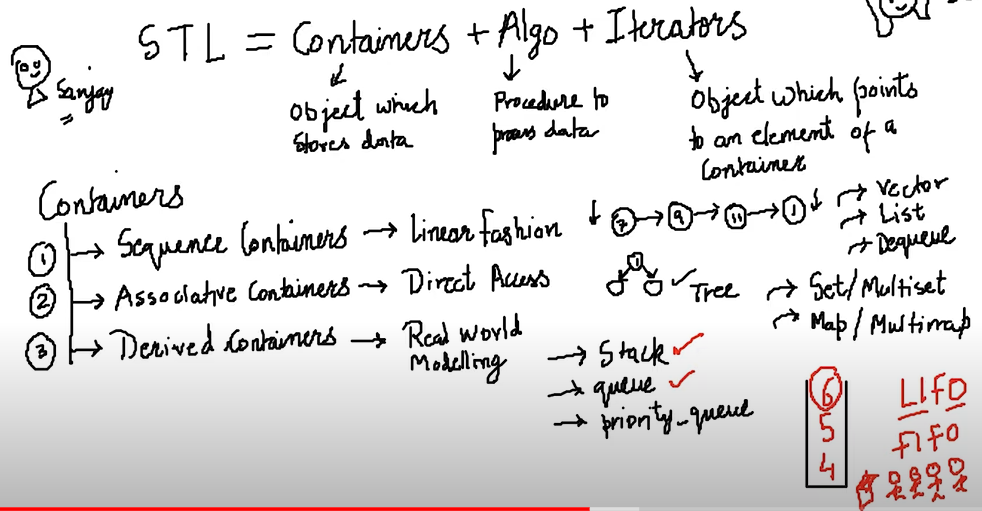 STL = Containers + Algo + Iterators
Sanjay
Object which
Stores data
Procedure to
process data
Object which points
to an element of a
Container
Containers
1 → Sequence Containers → Linear fashion
7 → 9 → 11 → 1
→ Vector
→ List
→ Dequeue
2 → Associative Containers → Direct Access
1
Tree
→ Set/Multiset
→ Map/Multimap
3 → Derived Containers → Real World
Modelling
→ Stack
→ queue
→ priority_queue
6
5
4
LIFO
FIFO